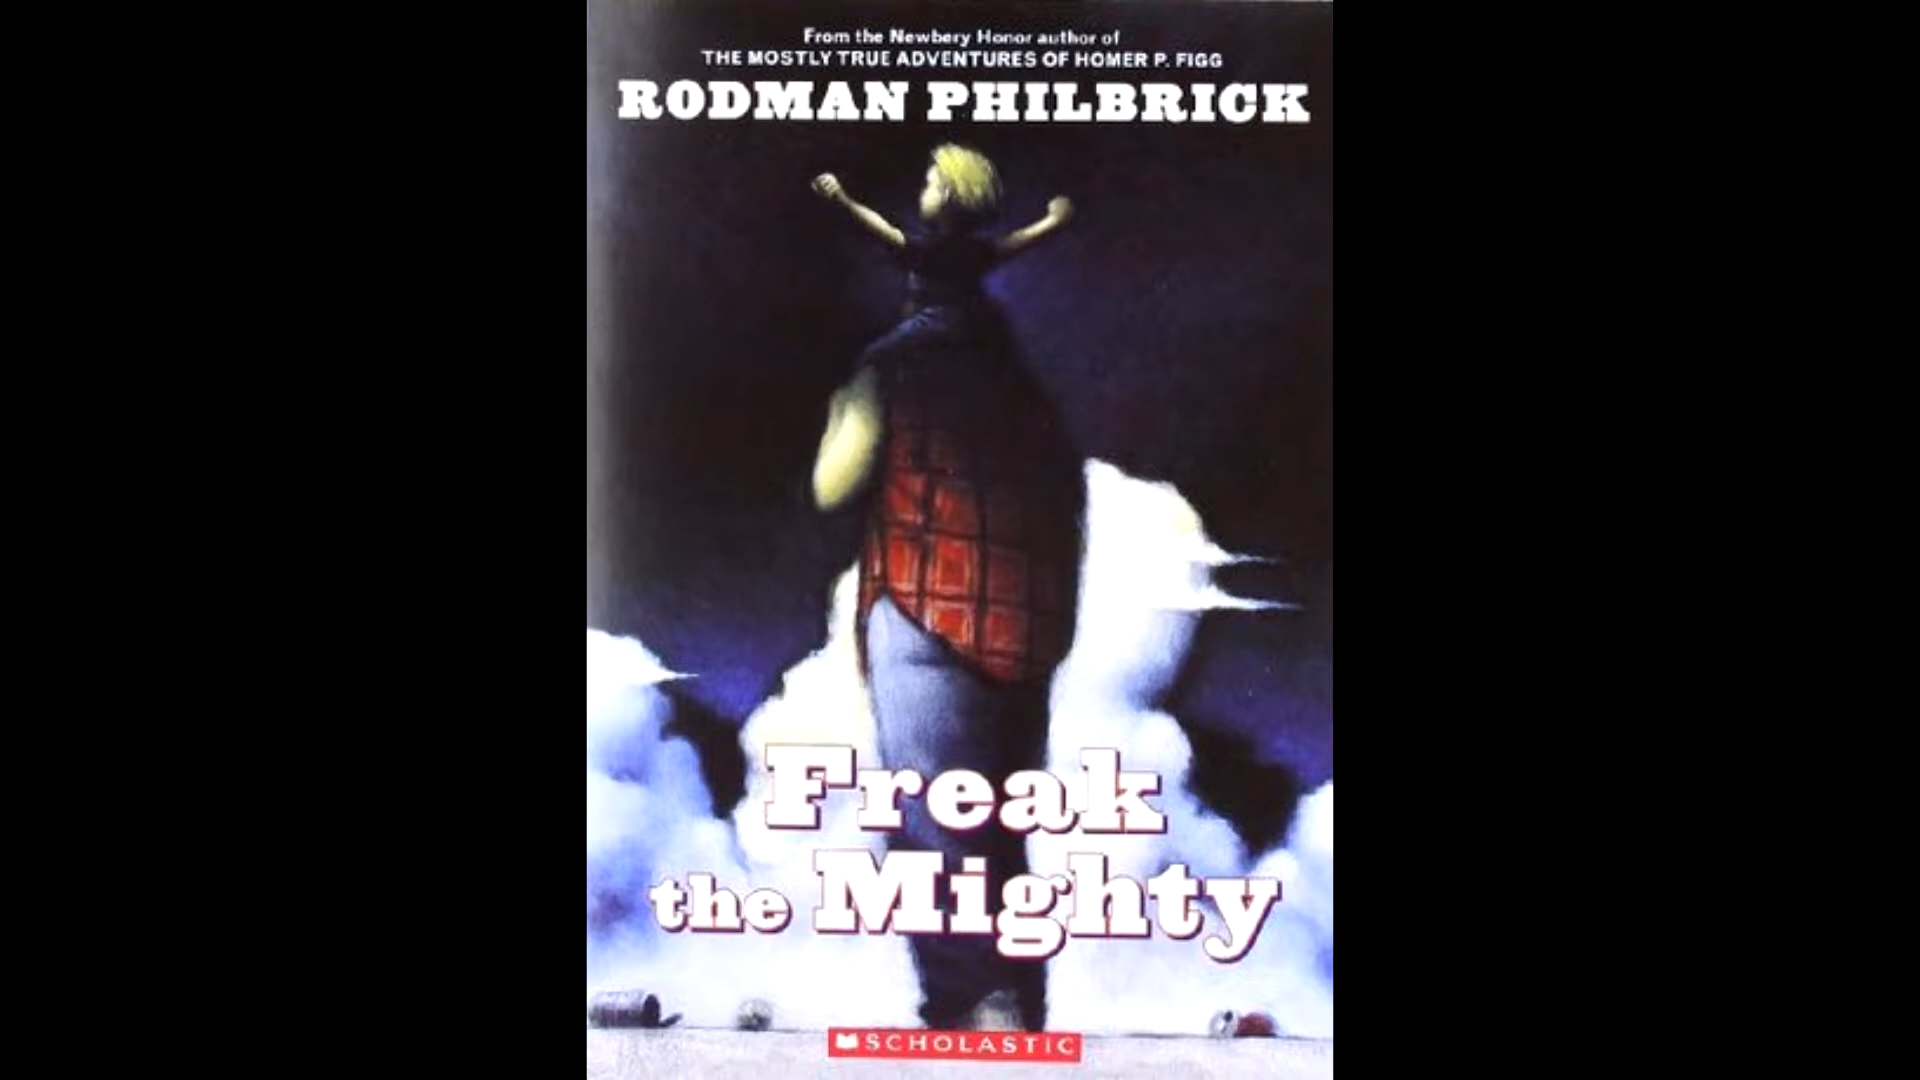 From the Newbery Honor author of
THE MOSTLY TRUE ADVENTURES OF HOMER P. FIGG
RODMAN PHILBRICK
Freak
the Mighty
SCHOLASTIC